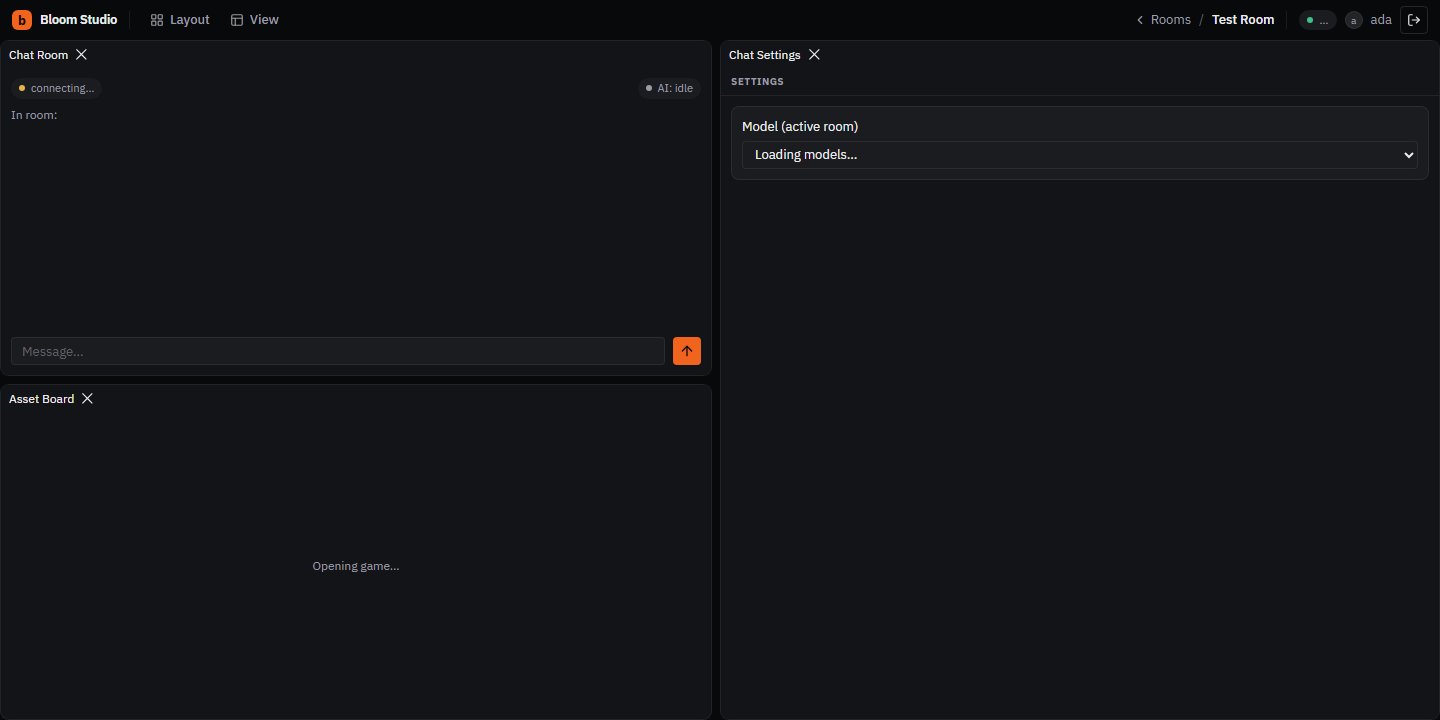 b Bloom Studio Layout View Rooms / Test Room ... a ada
Chat Room
connecting... AI: idle
In room:
Message...
Asset Board
Opening game...
Chat Settings
SETTINGS
Model (active room)
Loading models...